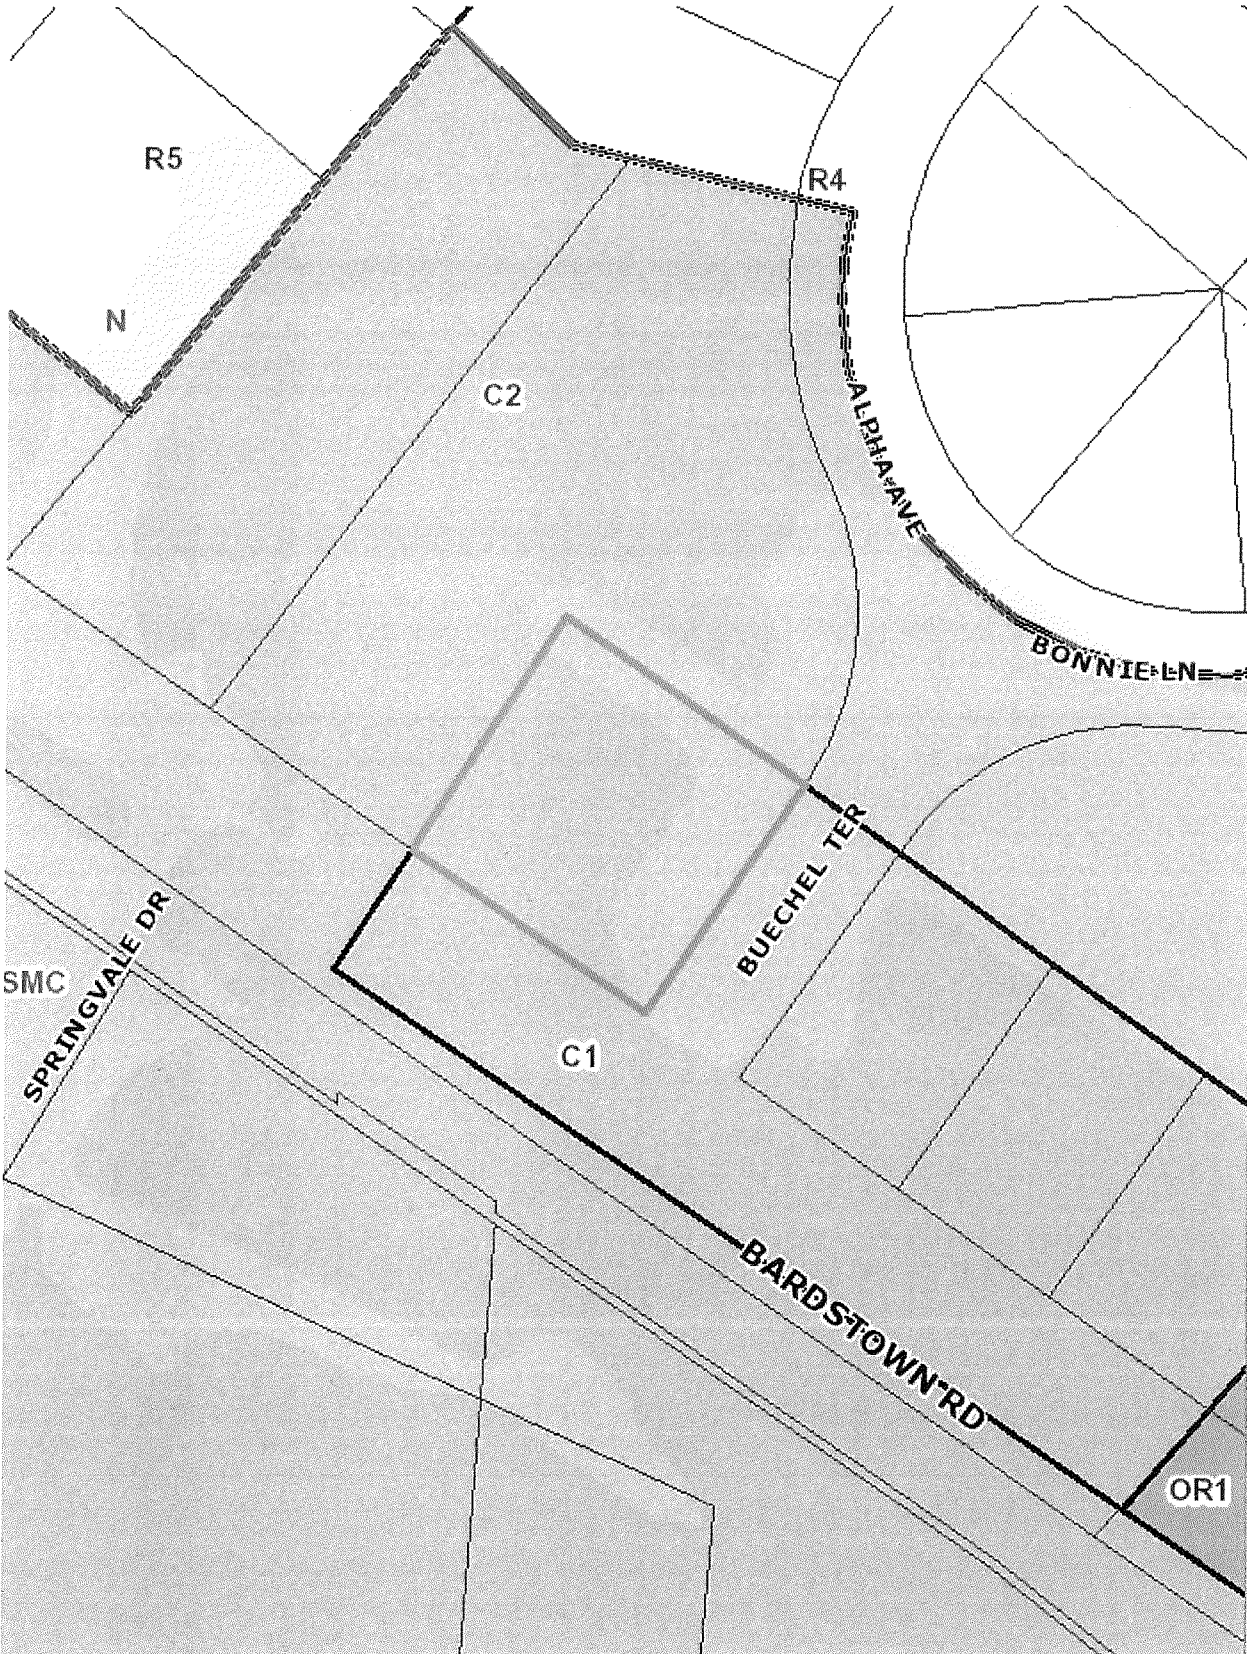 R5
R4
N
C2
ALPHA AVE
BONNIE LN
BUECHEL TER
SPRINGVALE DR
SMC
C1
BARDSTOWN RD
OR1